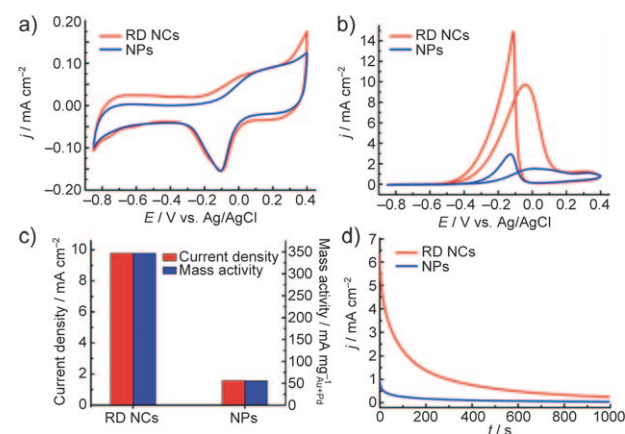 a)
0.20
0.10
0.00
–0.10
–0.20
j / mA cm⁻²
RD NCs
NPs
–0.8 –0.6 –0.4 –0.2 0.0 0.2 0.4
E / V vs. Ag/AgCl
b)
14
12
10
8
6
4
2
0
j / mA cm⁻²
RD NCs
NPs
–0.8 –0.6 –0.4 –0.2 0.0 0.2 0.4
E / V vs. Ag/AgCl
c)
10
8
6
4
2
0
Current density / mA cm⁻²
Current density
Mass activity
350
300
250
200
150
100
50
0
Mass activity / mA mg⁻¹Au+Pd
RD NCs NPs
d)
7
6
5
4
3
2
1
0
j / mA cm⁻²
RD NCs
NPs
0 200 400 600 800 1000
t / s